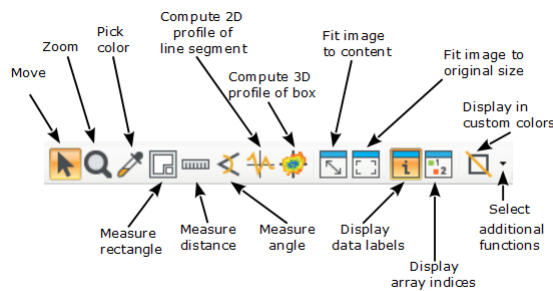 Move
Zoom
Pick
color
Compute 2D
profile of
line segment
Compute 3D
profile of box
Fit image
to content
Fit image to
original size
Display in
custom colors
i
1
2
Measure
rectangle
Measure
distance
Measure
angle
Display
data labels
Display
array indices
Select
additional
functions